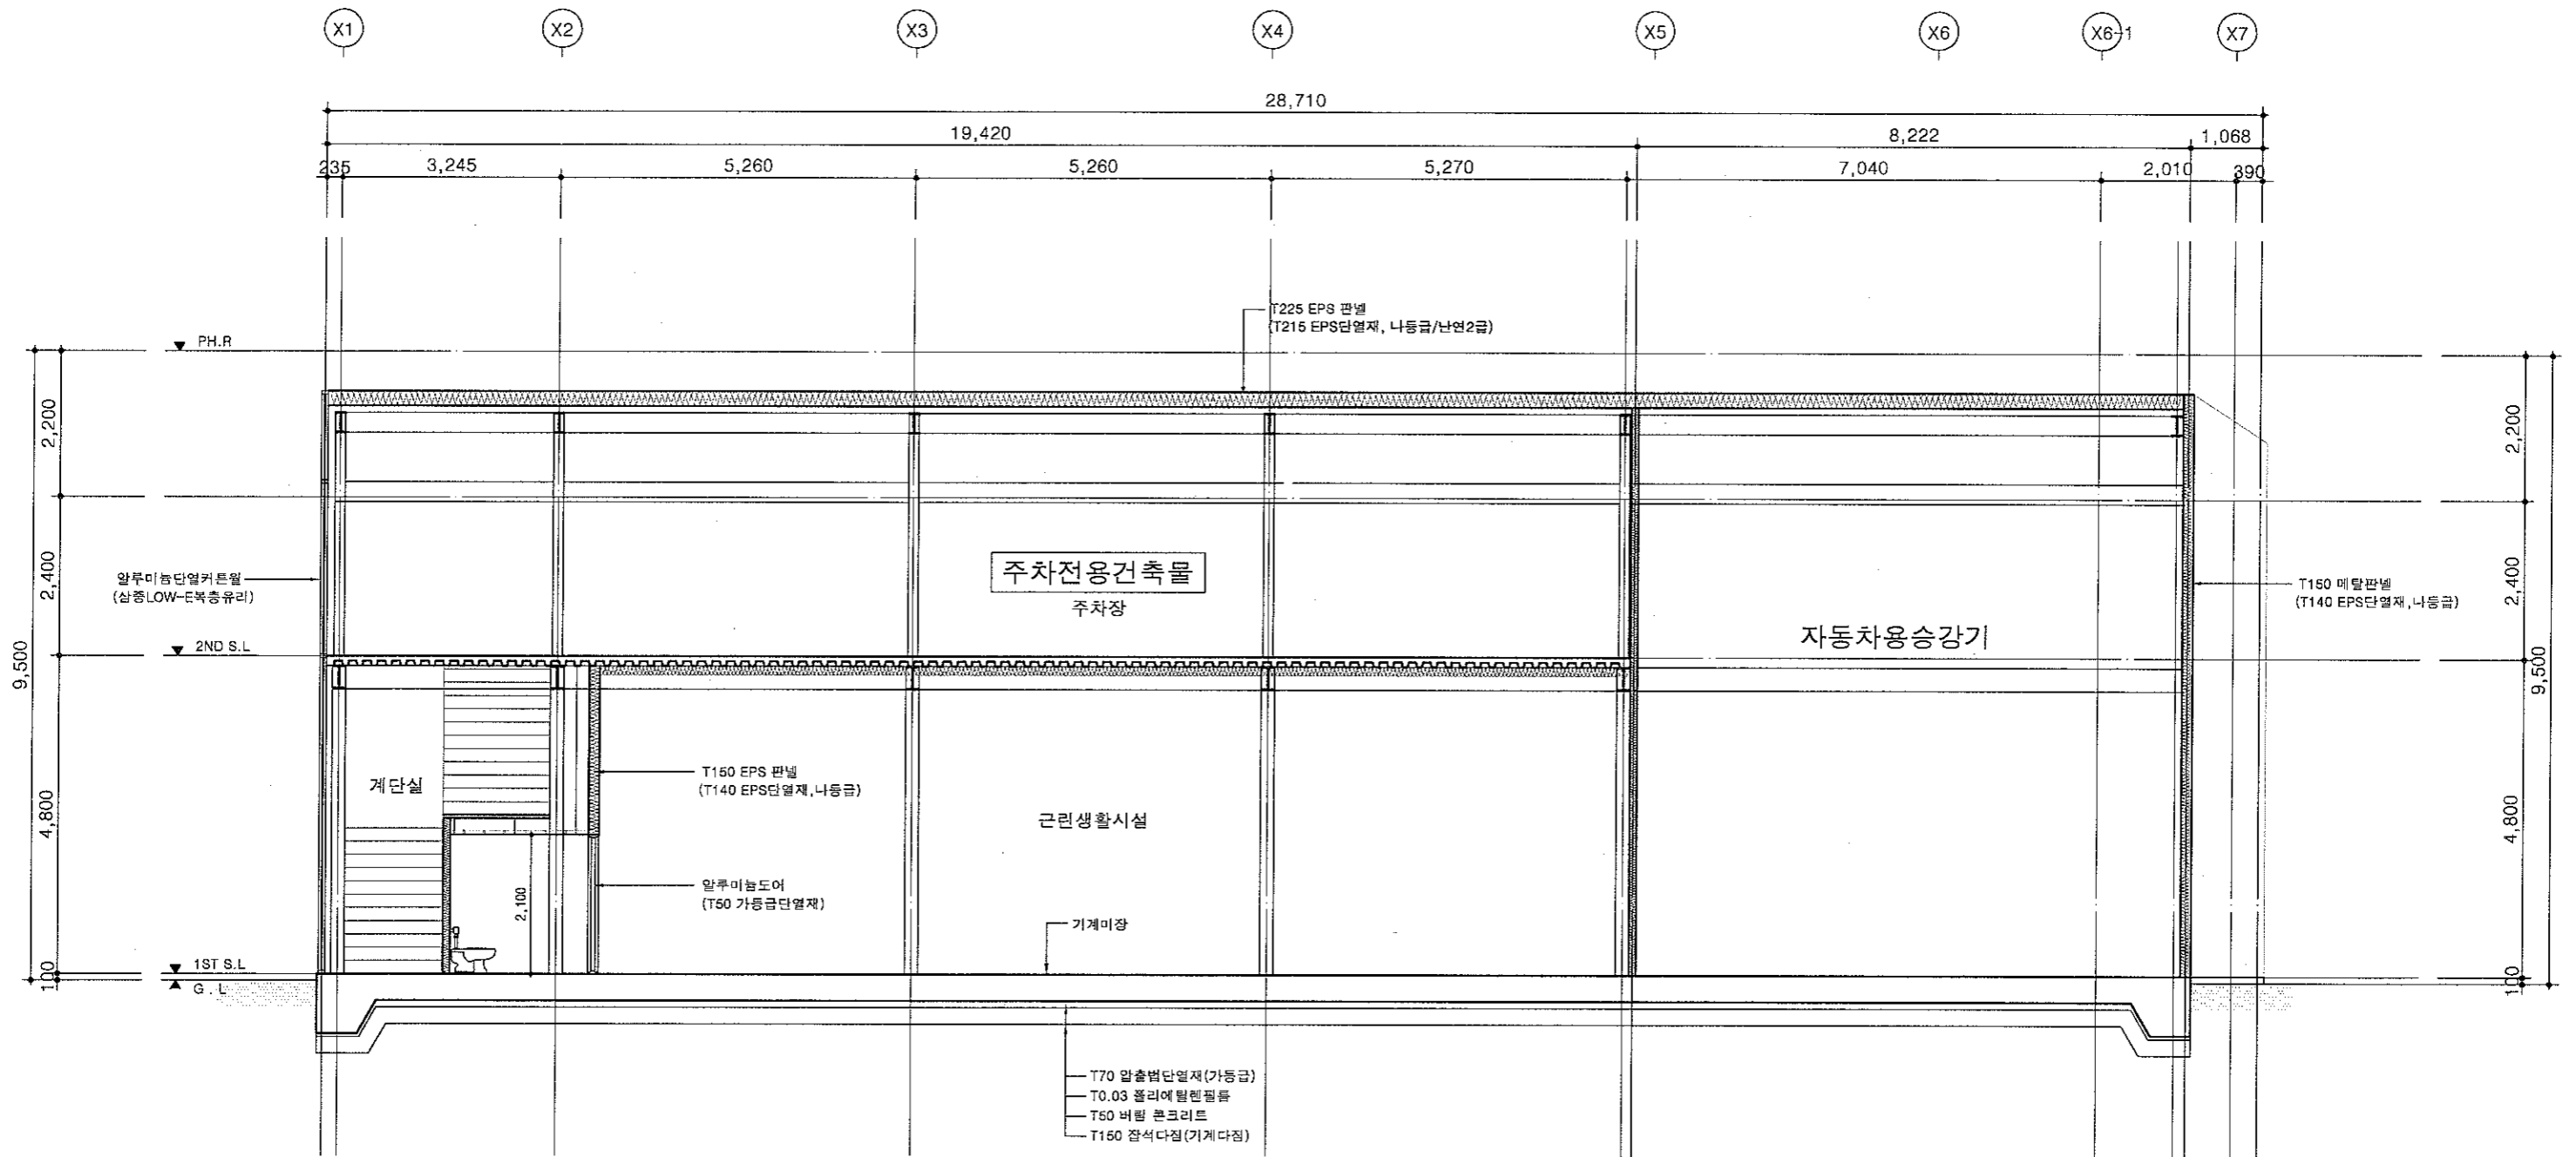 X1 X2 X3 X4 X5 X6 X6-1 X7
28,710
19,420 8,222 1,068
235 3,245 5,260 5,260 5,270 7,040 2,010 390
T225 EPS 판넬
(T215 EPS단열재, 나등급/난연2급)
PH.R
2,200 2,200
주차전용건축물
주차장
알루미늄단열커튼월
(삼중LOW-E복층유리)
2,400 2,400
T150 메탈판넬
(T140 EPS단열재,나등급)
자동차용승강기
2ND S.L
9,500 9,500
T150 EPS 판넬
(T140 EPS단열재,나등급)
계단실
4,800 4,800
근린생활시설
알루미늄도어
(T50 가등급단열재)
2,100
기계미장
1ST S.L
100 100
G . L
T70 압출법단열재(가등급)
T0.03 폴리에틸렌필름
T50 버림 콘크리트
T150 잡석다짐(기계다짐)